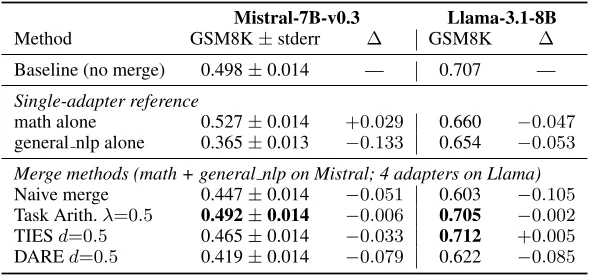 Mistral-7B-v0.3 Llama-3.1-8B
Method GSM8K ± stderr Δ GSM8K Δ
Baseline (no merge) 0.498 ± 0.014 — 0.707 —
Single-adapter reference
math alone 0.527 ± 0.014 +0.029 0.660 −0.047
general_nlp alone 0.365 ± 0.013 −0.133 0.654 −0.053
Merge methods (math + general_nlp on Mistral; 4 adapters on Llama)
Naive merge 0.447 ± 0.014 −0.051 0.603 −0.105
Task Arith. λ=0.5 0.492 ± 0.014 −0.006 0.705 −0.002
TIES d=0.5 0.465 ± 0.014 −0.033 0.712 +0.005
DARE d=0.5 0.419 ± 0.014 −0.079 0.622 −0.085